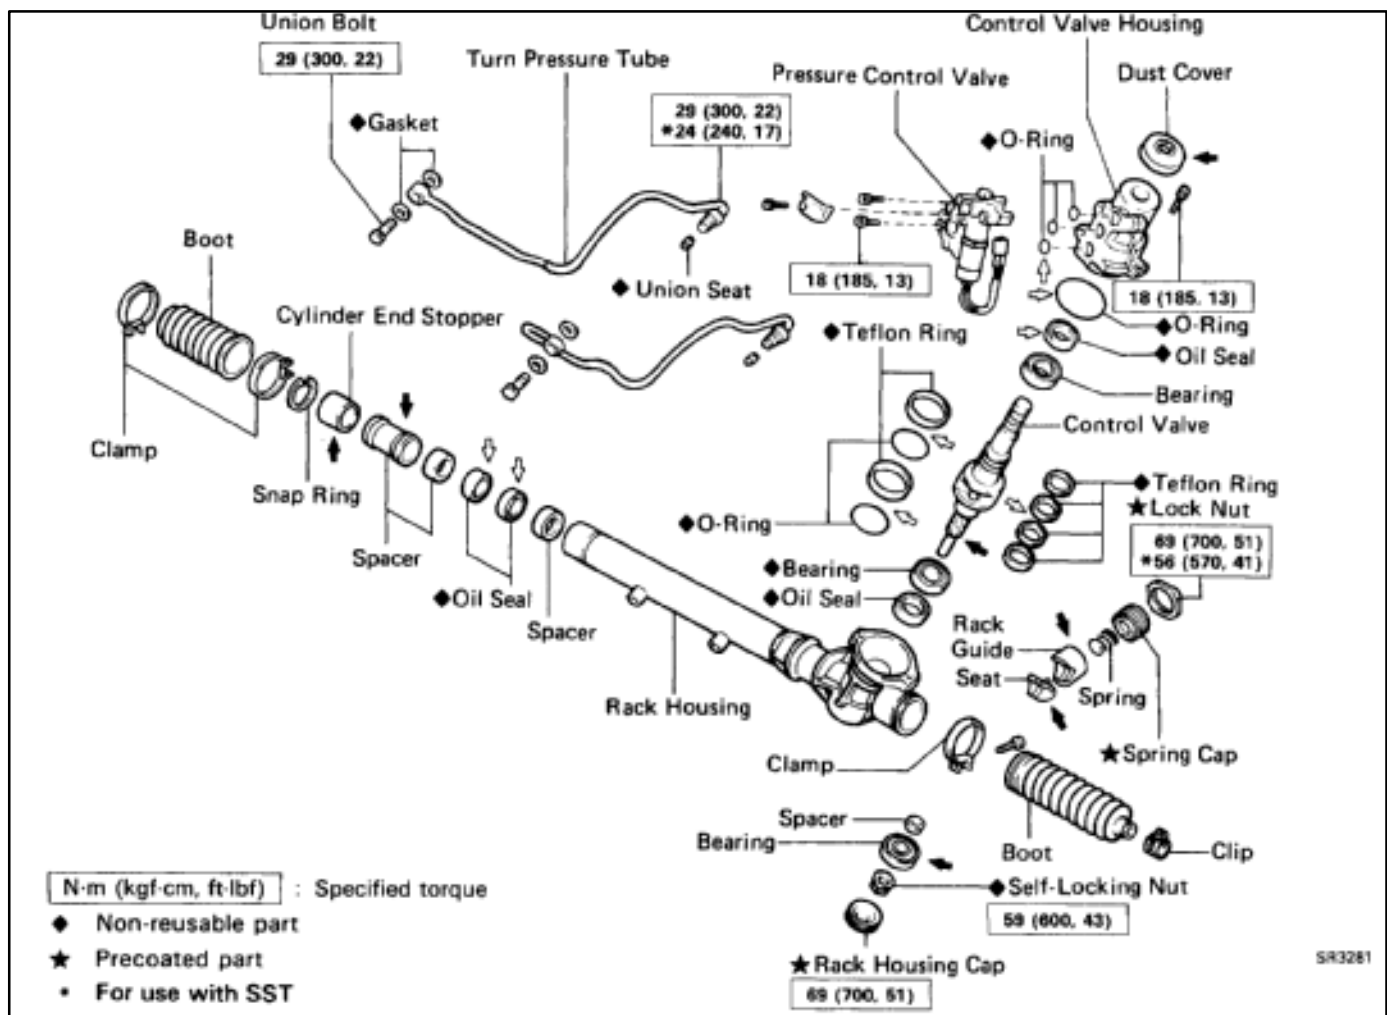 Union Bolt
29 (300, 22)
Turn Pressure Tube
Control Valve Housing
Pressure Control Valve
Dust Cover
◆Gasket
29 (300, 22)
*24 (240, 17)
◆O-Ring
Boot
◆Union Seat
18 (185, 13)
18 (185. 13)
Cylinder End Stopper
◆Teflon Ring
◆O-Ring
◆Oil Seal
Bearing
Control Valve
Clamp
Snap Ring
◆Teflon Ring
★Lock Nut
69 (700, 51)
*56 (570, 41)
◆O-Ring
Spacer
◆Bearing
◆Oil Seal
◆Oil Seal
Spacer
Rack
Guide
Seat
Spring
Rack Housing
★Spring Cap
Clamp
Spacer
Bearing
Boot
Clip
◆Self-Locking Nut
59 (600, 43)
★Rack Housing Cap
69 (700, 51)
N·m (kgf·cm, ft·lbf) : Specified torque
◆ Non-reusable part
★ Precoated part
• For use with SST
SR3281